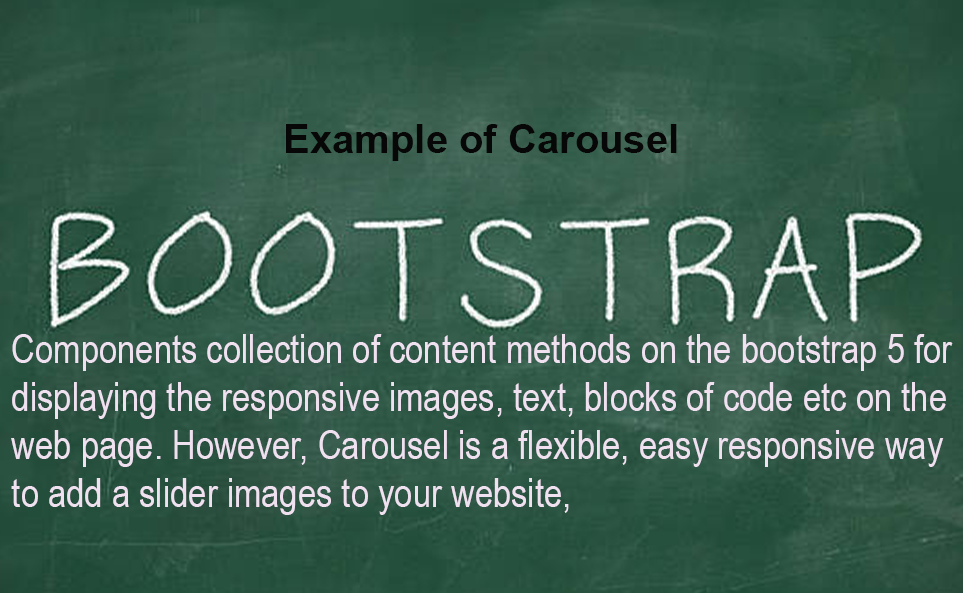 Example of Carousel
BOOTSTRAP
Components collection of content methods on the bootstrap 5 for
displaying the responsive images, text, blocks of code etc on the
web page. However, Carousel is a flexible, easy responsive way
to add a slider images to your website,